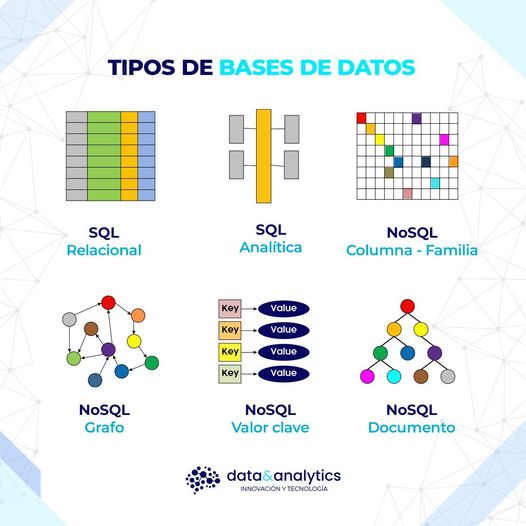 TIPOS DE BASES DE DATOS
SQL
Relacional
SQL
Analítica
NoSQL
Columna - Familia
Key Value
Key Value
Key Value
Key Value
NoSQL
Grafo
NoSQL
Valor clave
NoSQL
Documento
data&analytics
INNOVACIÓN Y TECNOLOGÍA